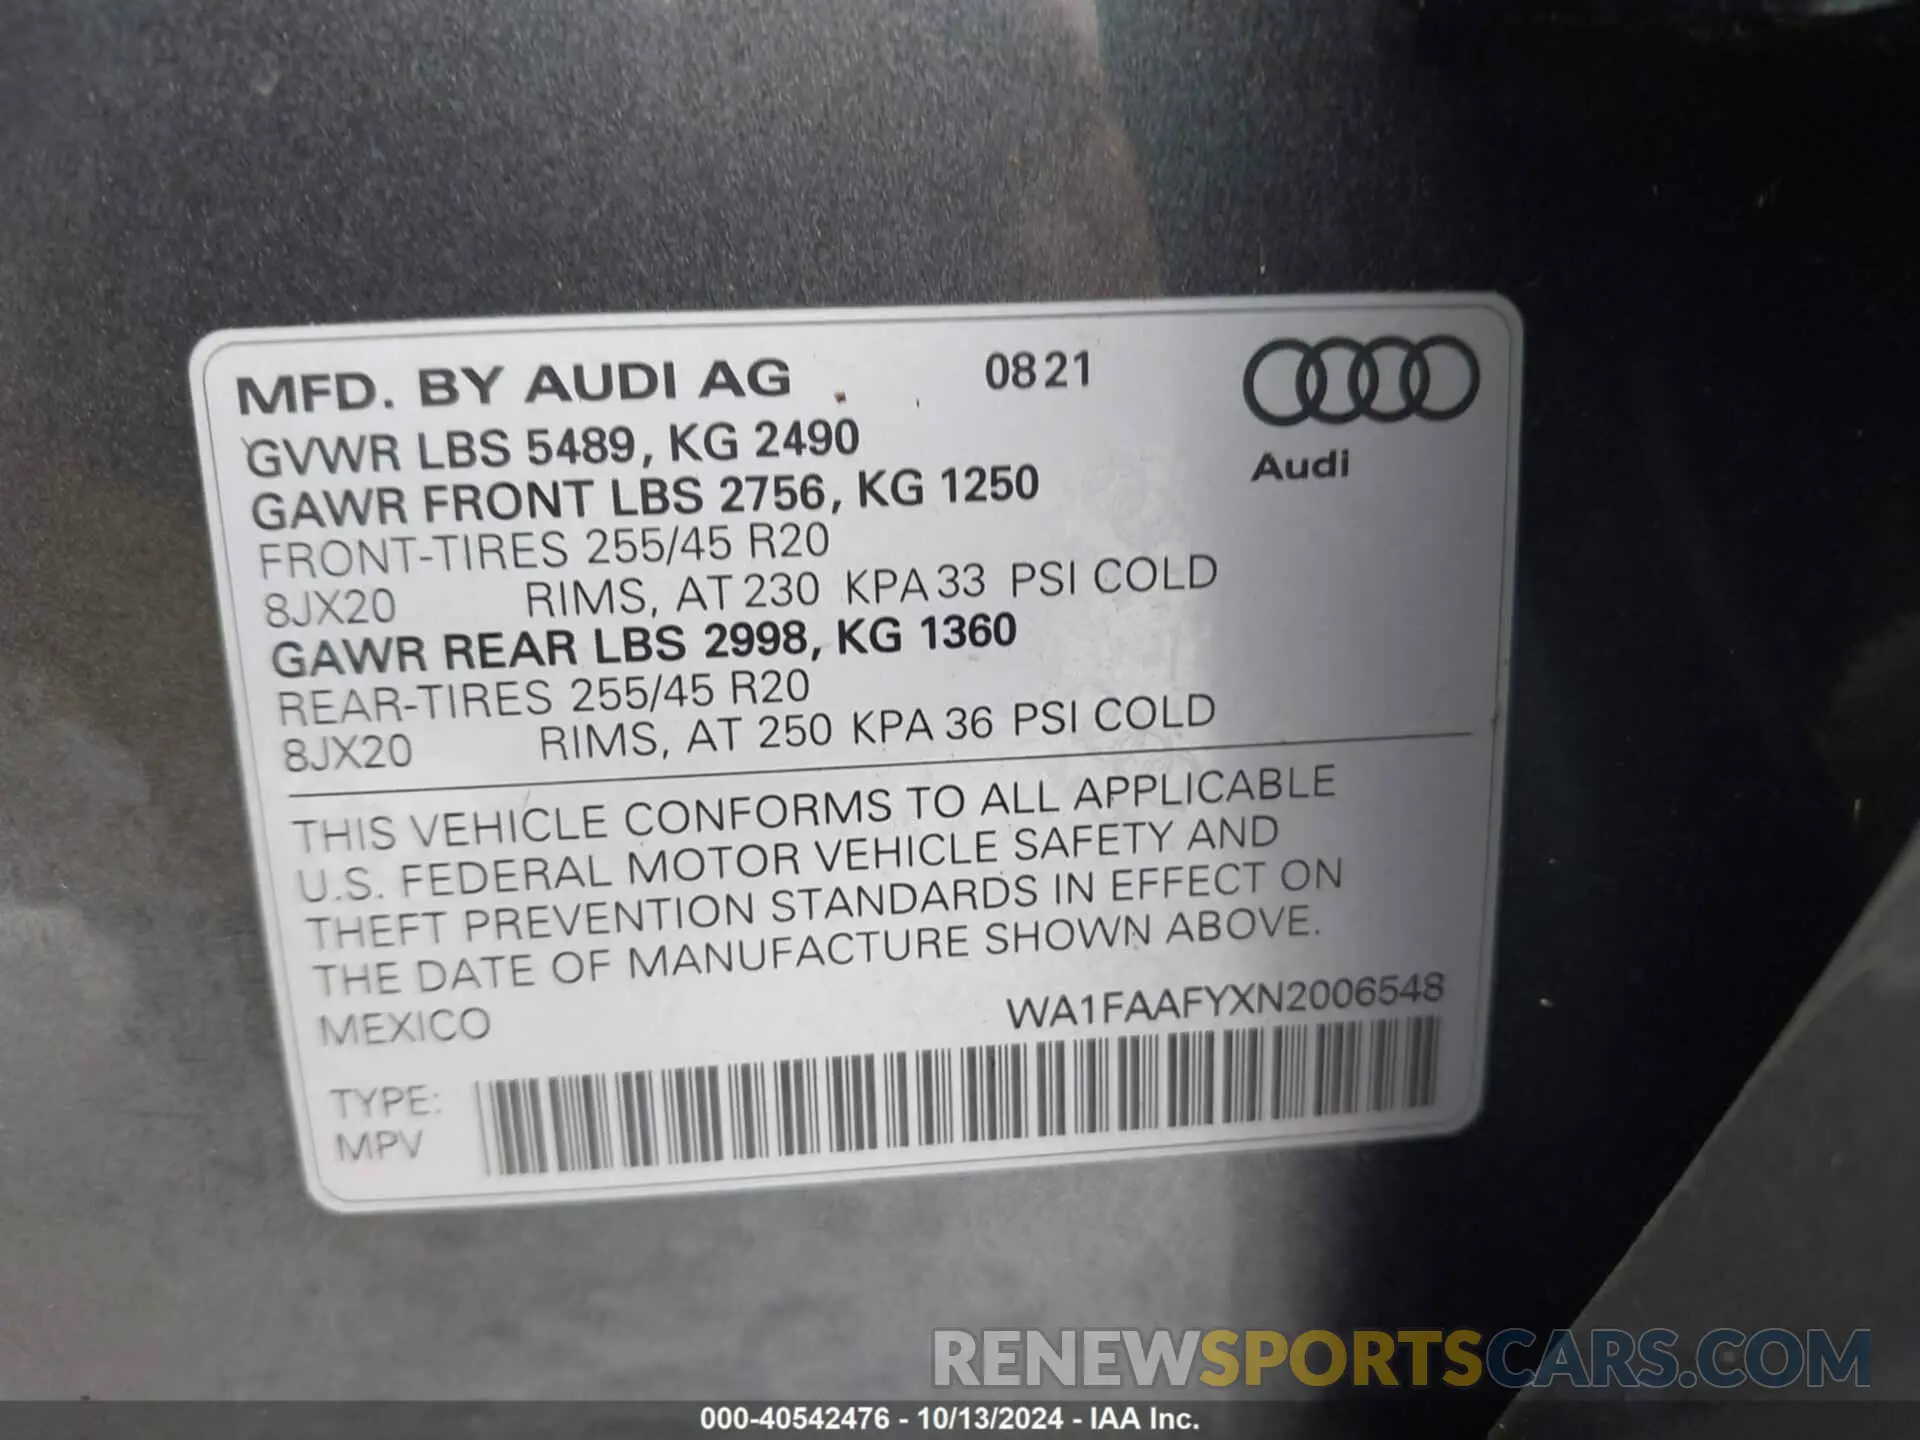 MFD. BY AUDI AG 0821
GVWR LBS 5489, KG 2490
Audi
GAWR FRONT LBS 2756, KG 1250
FRONT-TIRES 255/45 R20
8JX20 RIMS, AT 230 KPA 33 PSI COLD
GAWR REAR LBS 2998, KG 1360
REAR-TIRES 255/45 R20
8JX20 RIMS, AT 250 KPA 36 PSI COLD
THIS VEHICLE CONFORMS TO ALL APPLICABLE
U.S. FEDERAL MOTOR VEHICLE SAFETY AND
THEFT PREVENTION STANDARDS IN EFFECT ON
THE DATE OF MANUFACTURE SHOWN ABOVE.
MEXICO WA1FAAFYXN2006548
TYPE:
MPV
RENEWSPORTSCARS.COM
000-40542476 - 10/13/2024 - IAA Inc.